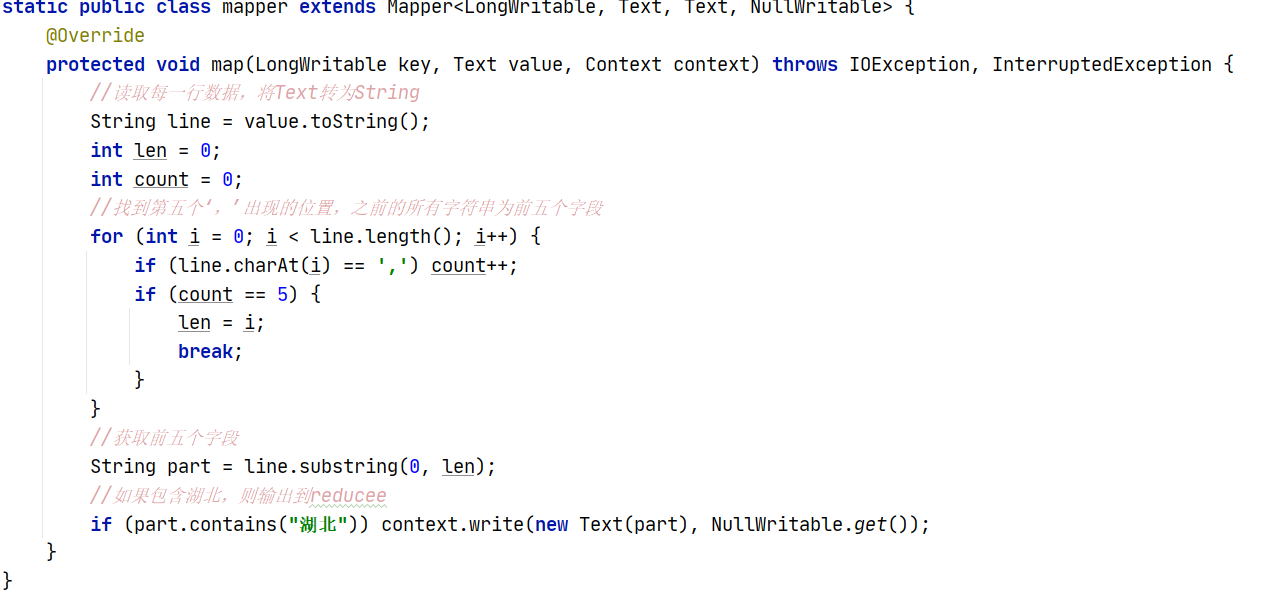 static public class mapper extends Mapper<LongWritable, Text, Text, NullWritable> {
@Override
protected void map(LongWritable key, Text value, Context context) throws IOException, InterruptedException {
//读取每一行数据，将Text转为String
String line = value.toString();
int len = 0;
int count = 0;
//找到第五个‘，’出现的位置，之前的所有字符串为前五个字段
for (int i = 0; i < line.length(); i++) {
if (line.charAt(i) == ',') count++;
if (count == 5) {
len = i;
break;
}
}
//获取前五个字段
String part = line.substring(0, len);
//如果包含湖北，则输出到reducee
if (part.contains("湖北")) context.write(new Text(part), NullWritable.get());
}
}